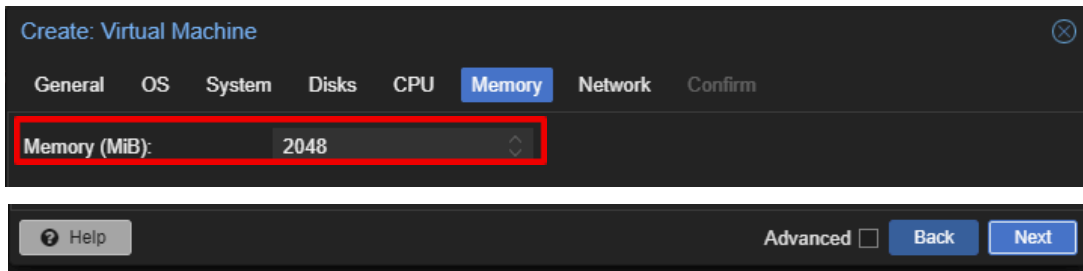 Create: Virtual Machine
General OS System Disks CPU Memory Network Confirm
Memory (MiB): 2048
Help Advanced Back Next